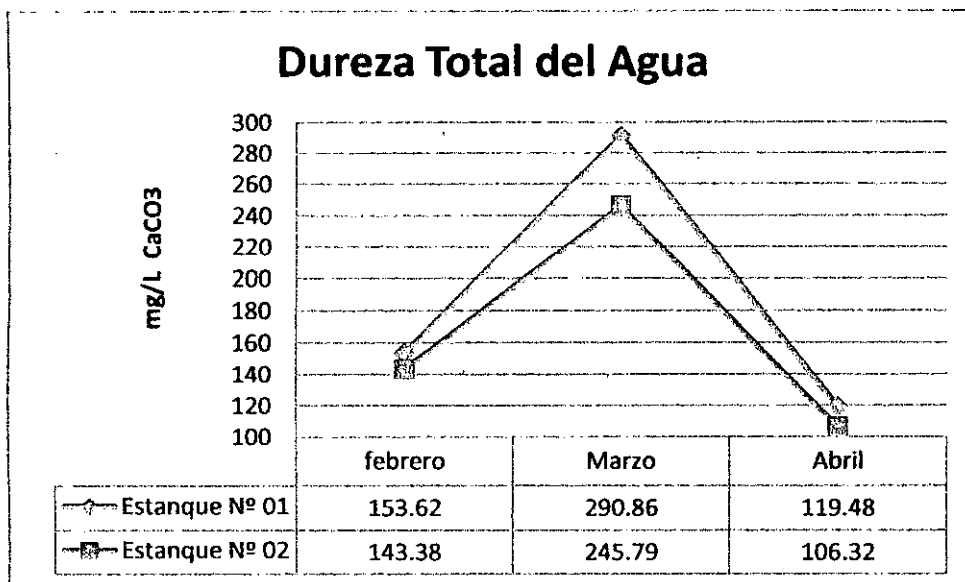 Dureza Total del Agua
mg/L CaCO3
300
280
260
240
220
200
180
160
140
120
100
febrero Marzo Abril
Estanque Nº 01 153.62 290.86 119.48
Estanque Nº 02 143.38 245.79 106.32